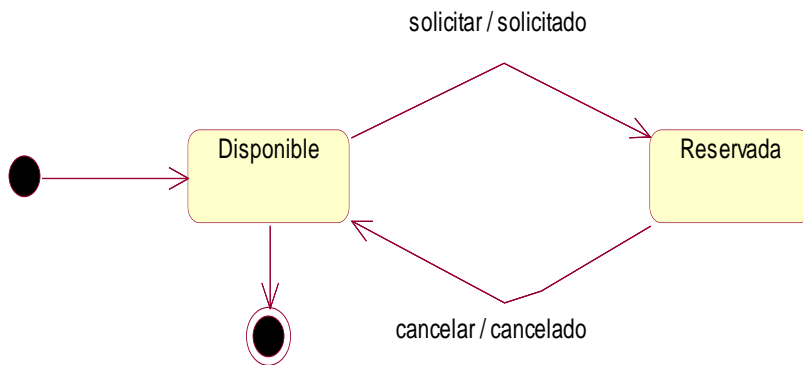 solicitar / solicitado
Disponible
Reservada
cancelar / cancelado